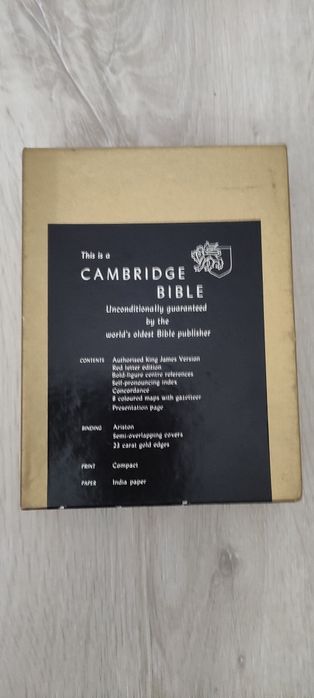 This is a
CAMBRIDGE
BIBLE
Unconditionally guaranteed
by the
world's oldest Bible publisher
CONTENTS Authorised King James Version
Red letter edition
Bold-figure centre references
Self-pronouncing index
Concordance
8 coloured maps with gazetteer
Presentation page
BINDING Ariston
Semi-overlapping covers
23 carat gold edges
PRINT Compact
PAPER India paper